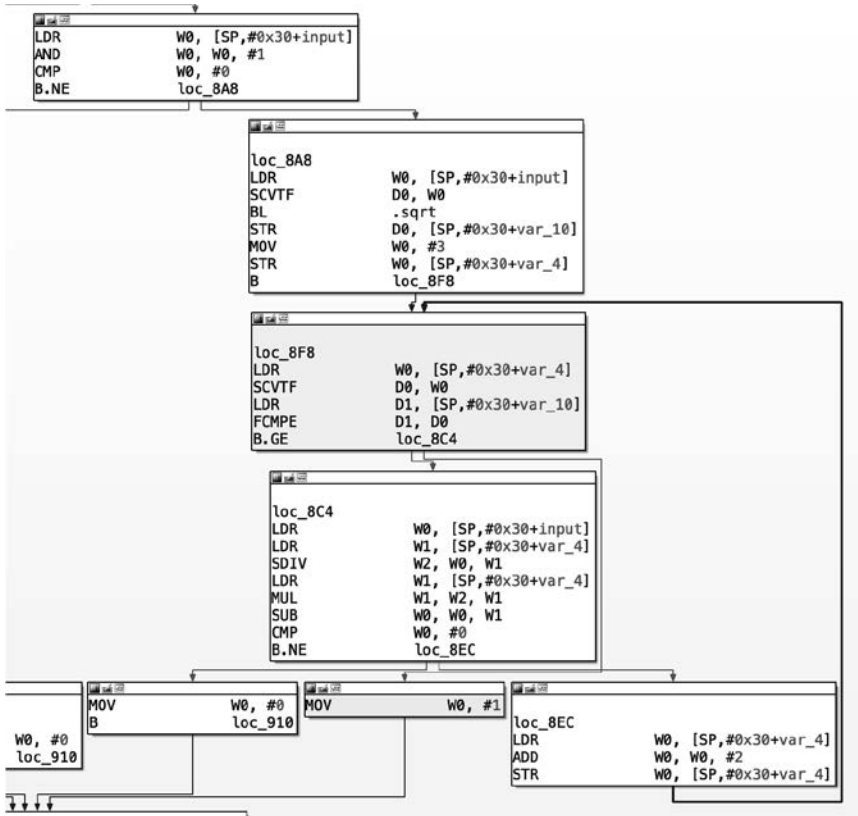 LDR W0, [SP,#0x30+input]
AND W0, W0, #1
CMP W0, #0
B.NE loc_8A8
loc_8A8
LDR W0, [SP,#0x30+input]
SCVTF D0, W0
BL .sqrt
STR D0, [SP,#0x30+var_10]
MOV W0, #3
STR W0, [SP,#0x30+var_4]
B loc_8F8
loc_8F8
LDR W0, [SP,#0x30+var_4]
SCVTF D0, W0
LDR D1, [SP,#0x30+var_10]
FCMPE D1, D0
B.GE loc_8C4
loc_8C4
LDR W0, [SP,#0x30+input]
LDR W1, [SP,#0x30+var_4]
SDIV W2, W0, W1
LDR W1, [SP,#0x30+var_4]
MUL W1, W2, W1
SUB W0, W0, W1
CMP W0, #0
B.NE loc_8EC
W0, #0
loc_910
MOV W0, #0
B loc_910
MOV W0, #1
loc_8EC
LDR W0, [SP,#0x30+var_4]
ADD W0, W0, #2
STR W0, [SP,#0x30+var_4]